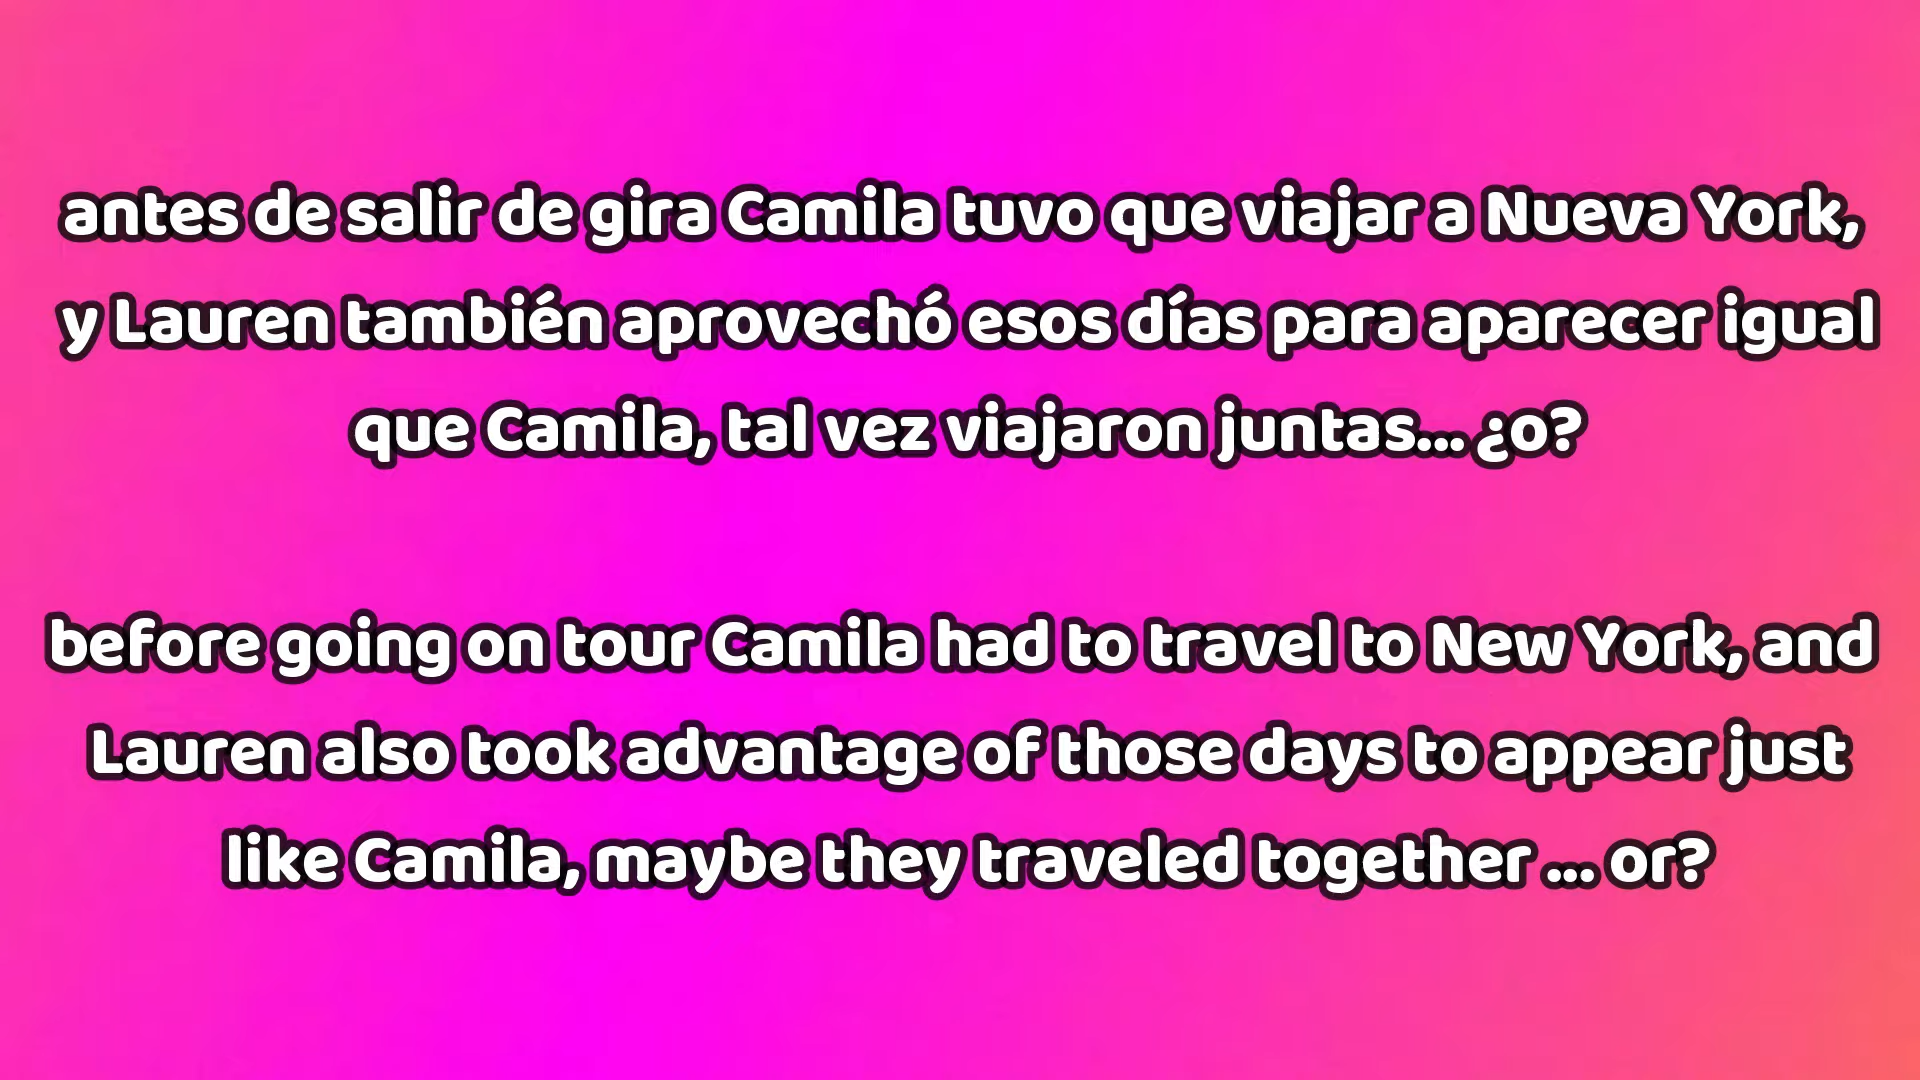 antes de salir de gira Camila tuvo que viajar a Nueva York,
y Lauren también aprovechó esos días para aparecer igual
que Camila, tal vez viajaron juntas... ¿o?
before going on tour Camila had to travel to New York, and
Lauren also took advantage of those days to appear just
like Camila, maybe they traveled together ... or?